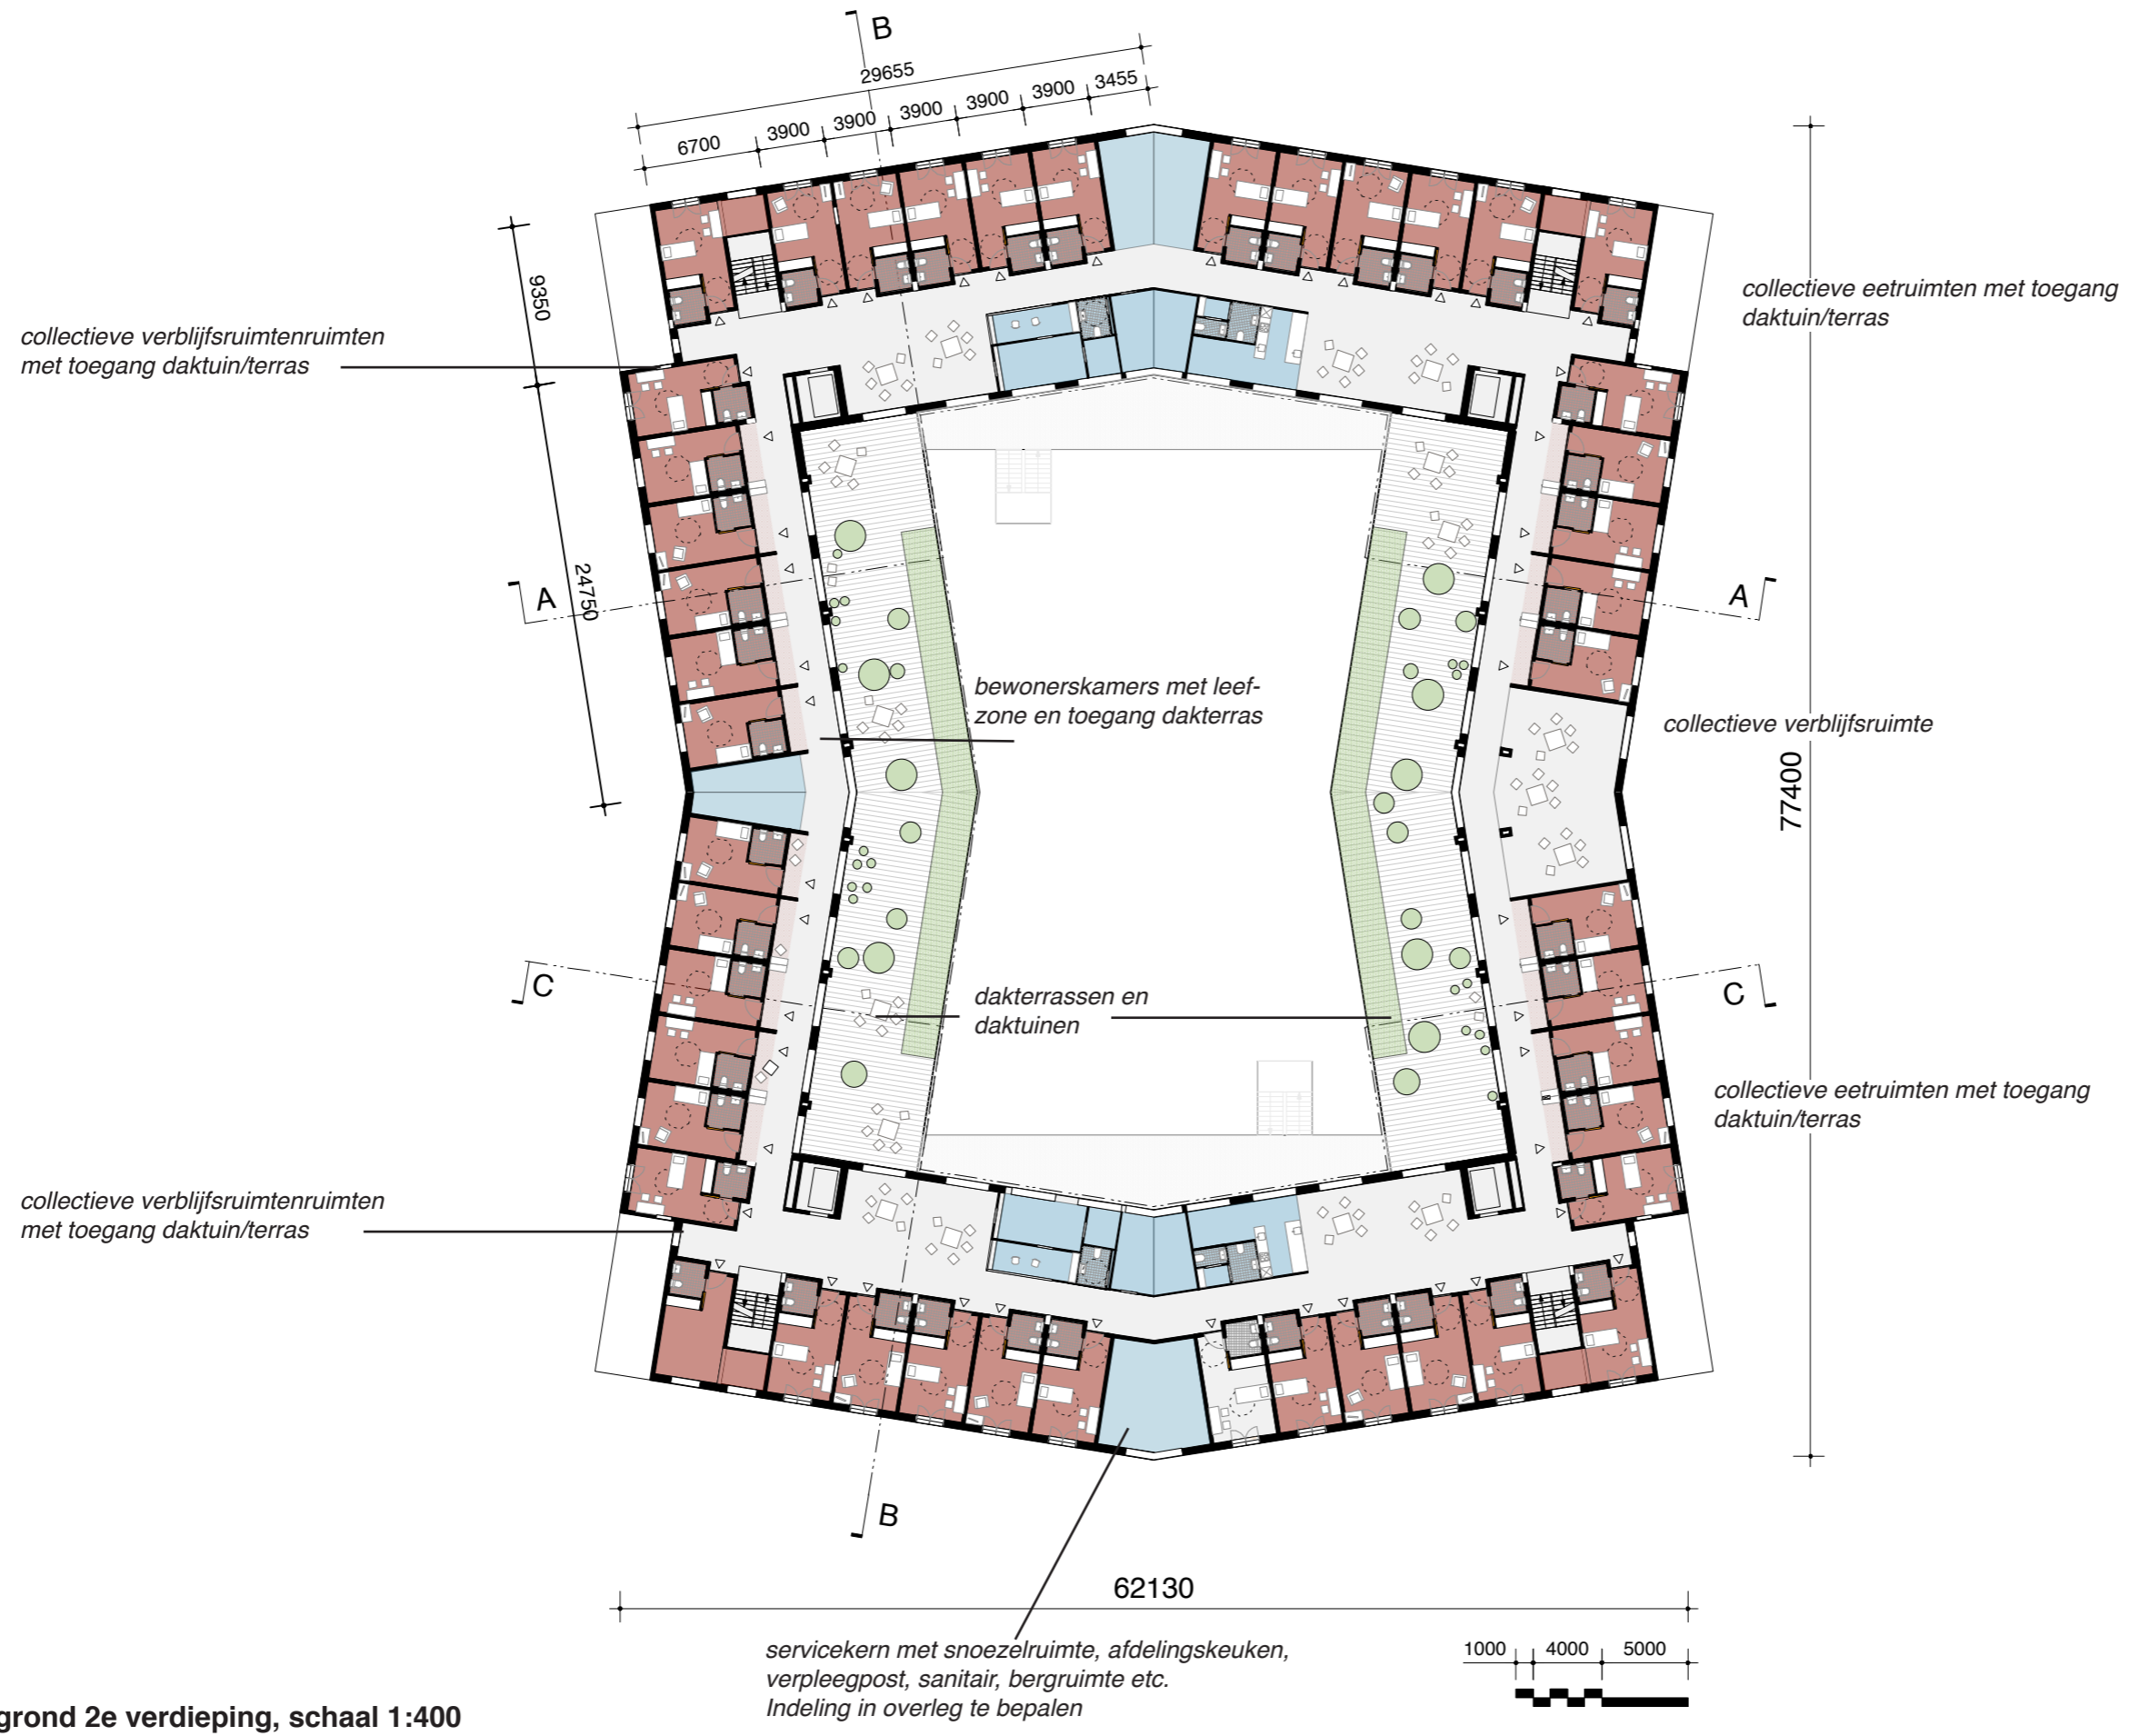 B
29655
6700
3900
3900
3900
3900
3900
3455
9350
24750
collectieve verblijfsruimtenruimten
met toegang daktuin/terras
collectieve eetruimten met toegang
daktuin/terras
A
A
bewonerskamers met leef-
zone en toegang dakterras
collectieve verblijfsruimte
77400
C
C
dakterrassen en
daktuinen
collectieve eetruimten met toegang
daktuin/terras
collectieve verblijfsruimtenruimten
met toegang daktuin/terras
B
62130
servicekern met snoezelruimte, afdelingskeuken,
verpleegpost, sanitair, bergruimte etc.
Indeling in overleg te bepalen
1000 4000 5000
grond 2e verdieping, schaal 1:400